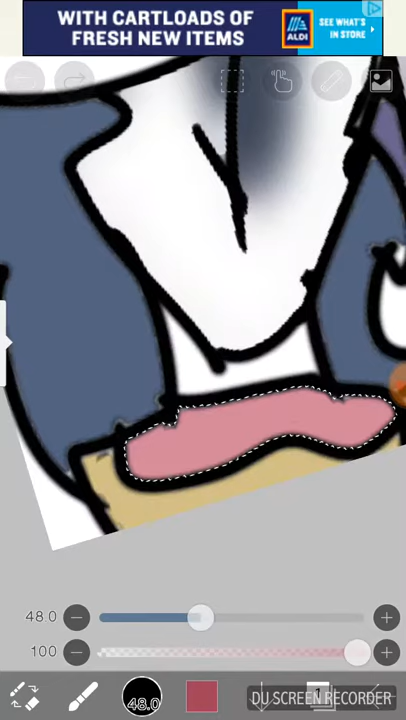 WITH CARTLOADS OF
FRESH NEW ITEMS
ALDI
SEE WHAT'S
IN STORE
48.0
100
48.0
1
DU SCREEN RECORDER